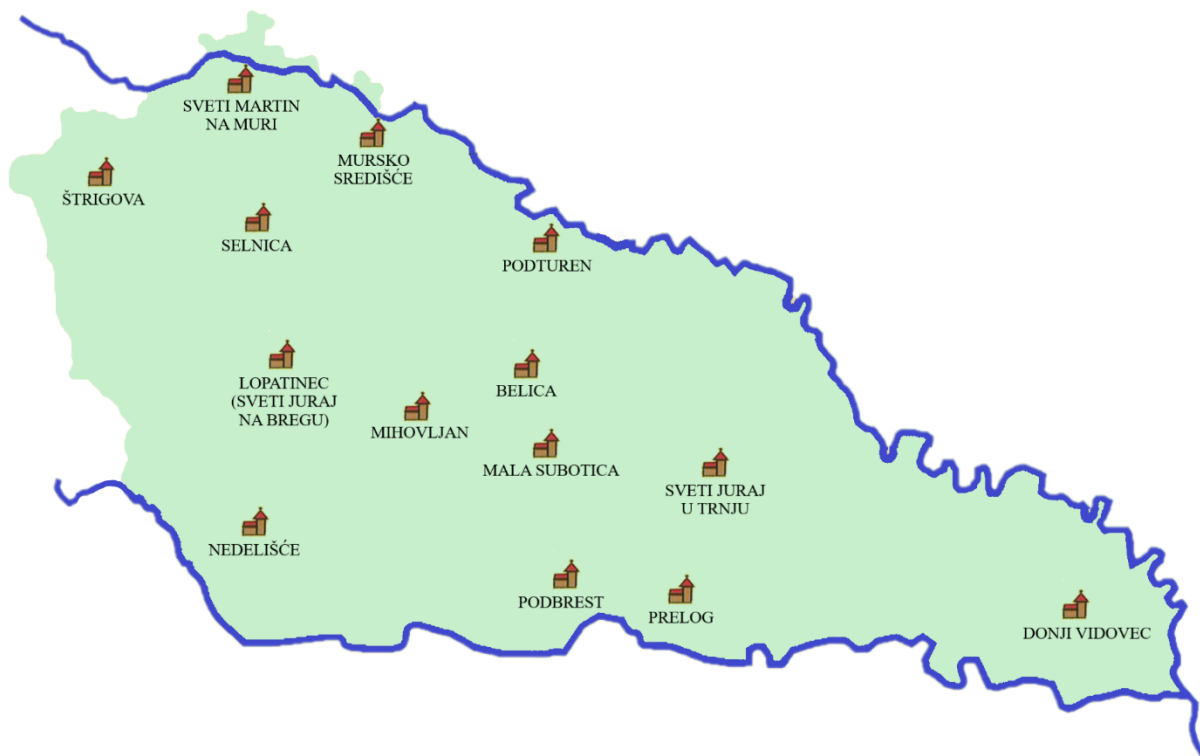 SVETI MARTIN
NA MURI
MURSKO
SREDIŠĆE
ŠTRIGOVA
SELNICA
PODTUREN
LOPATINEC
(SVETI JURAJ
NA BREGU)
BELICA
MIHOVLJAN
MALA SUBOTICA
SVETI JURAJ
U TRNJU
NEDELIŠĆE
PODBREST
PRELOG
DONJI VIDOVEC